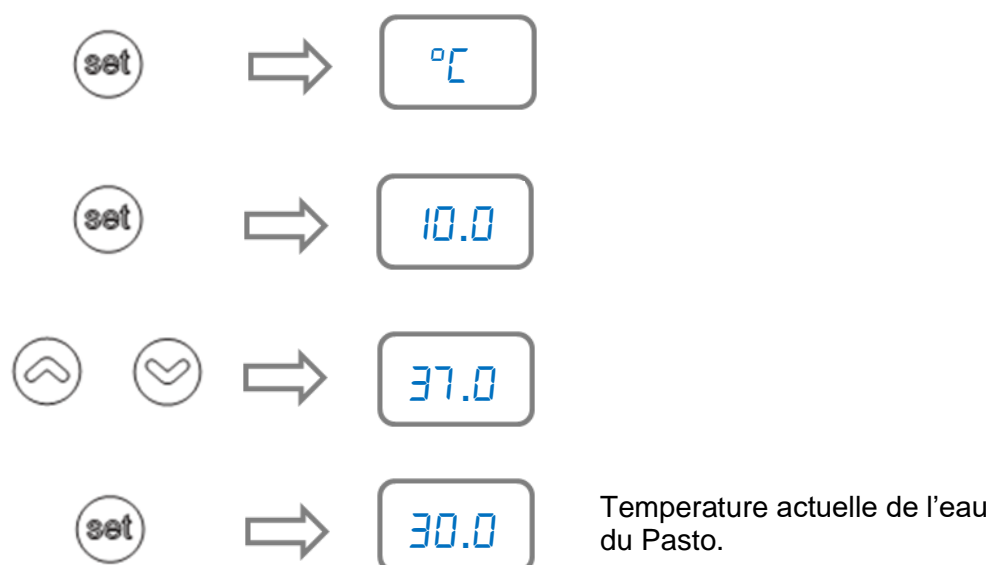 set °C
set 10.0
37.0
set 30.0 Temperature actuelle de l’eau
du Pasto.